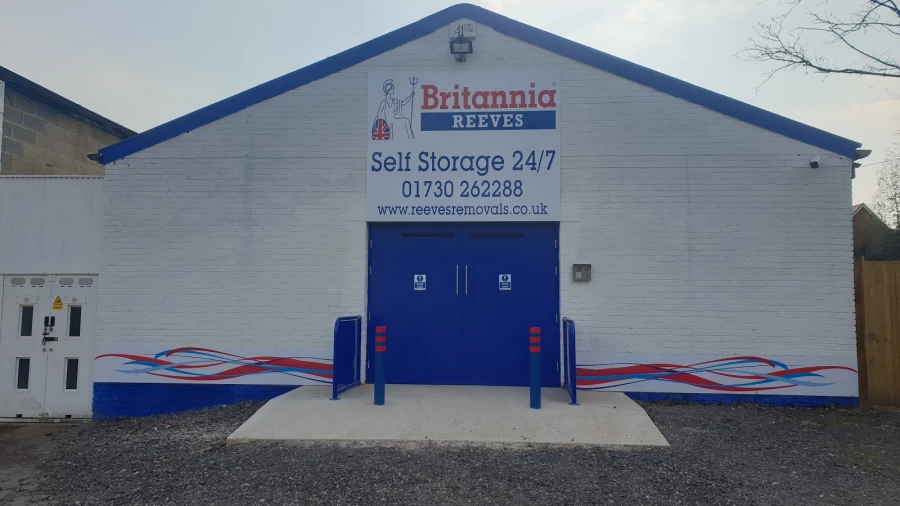 Britannia
REEVES
Self Storage 24/7
01730 262288
www.reevesremovals.co.uk